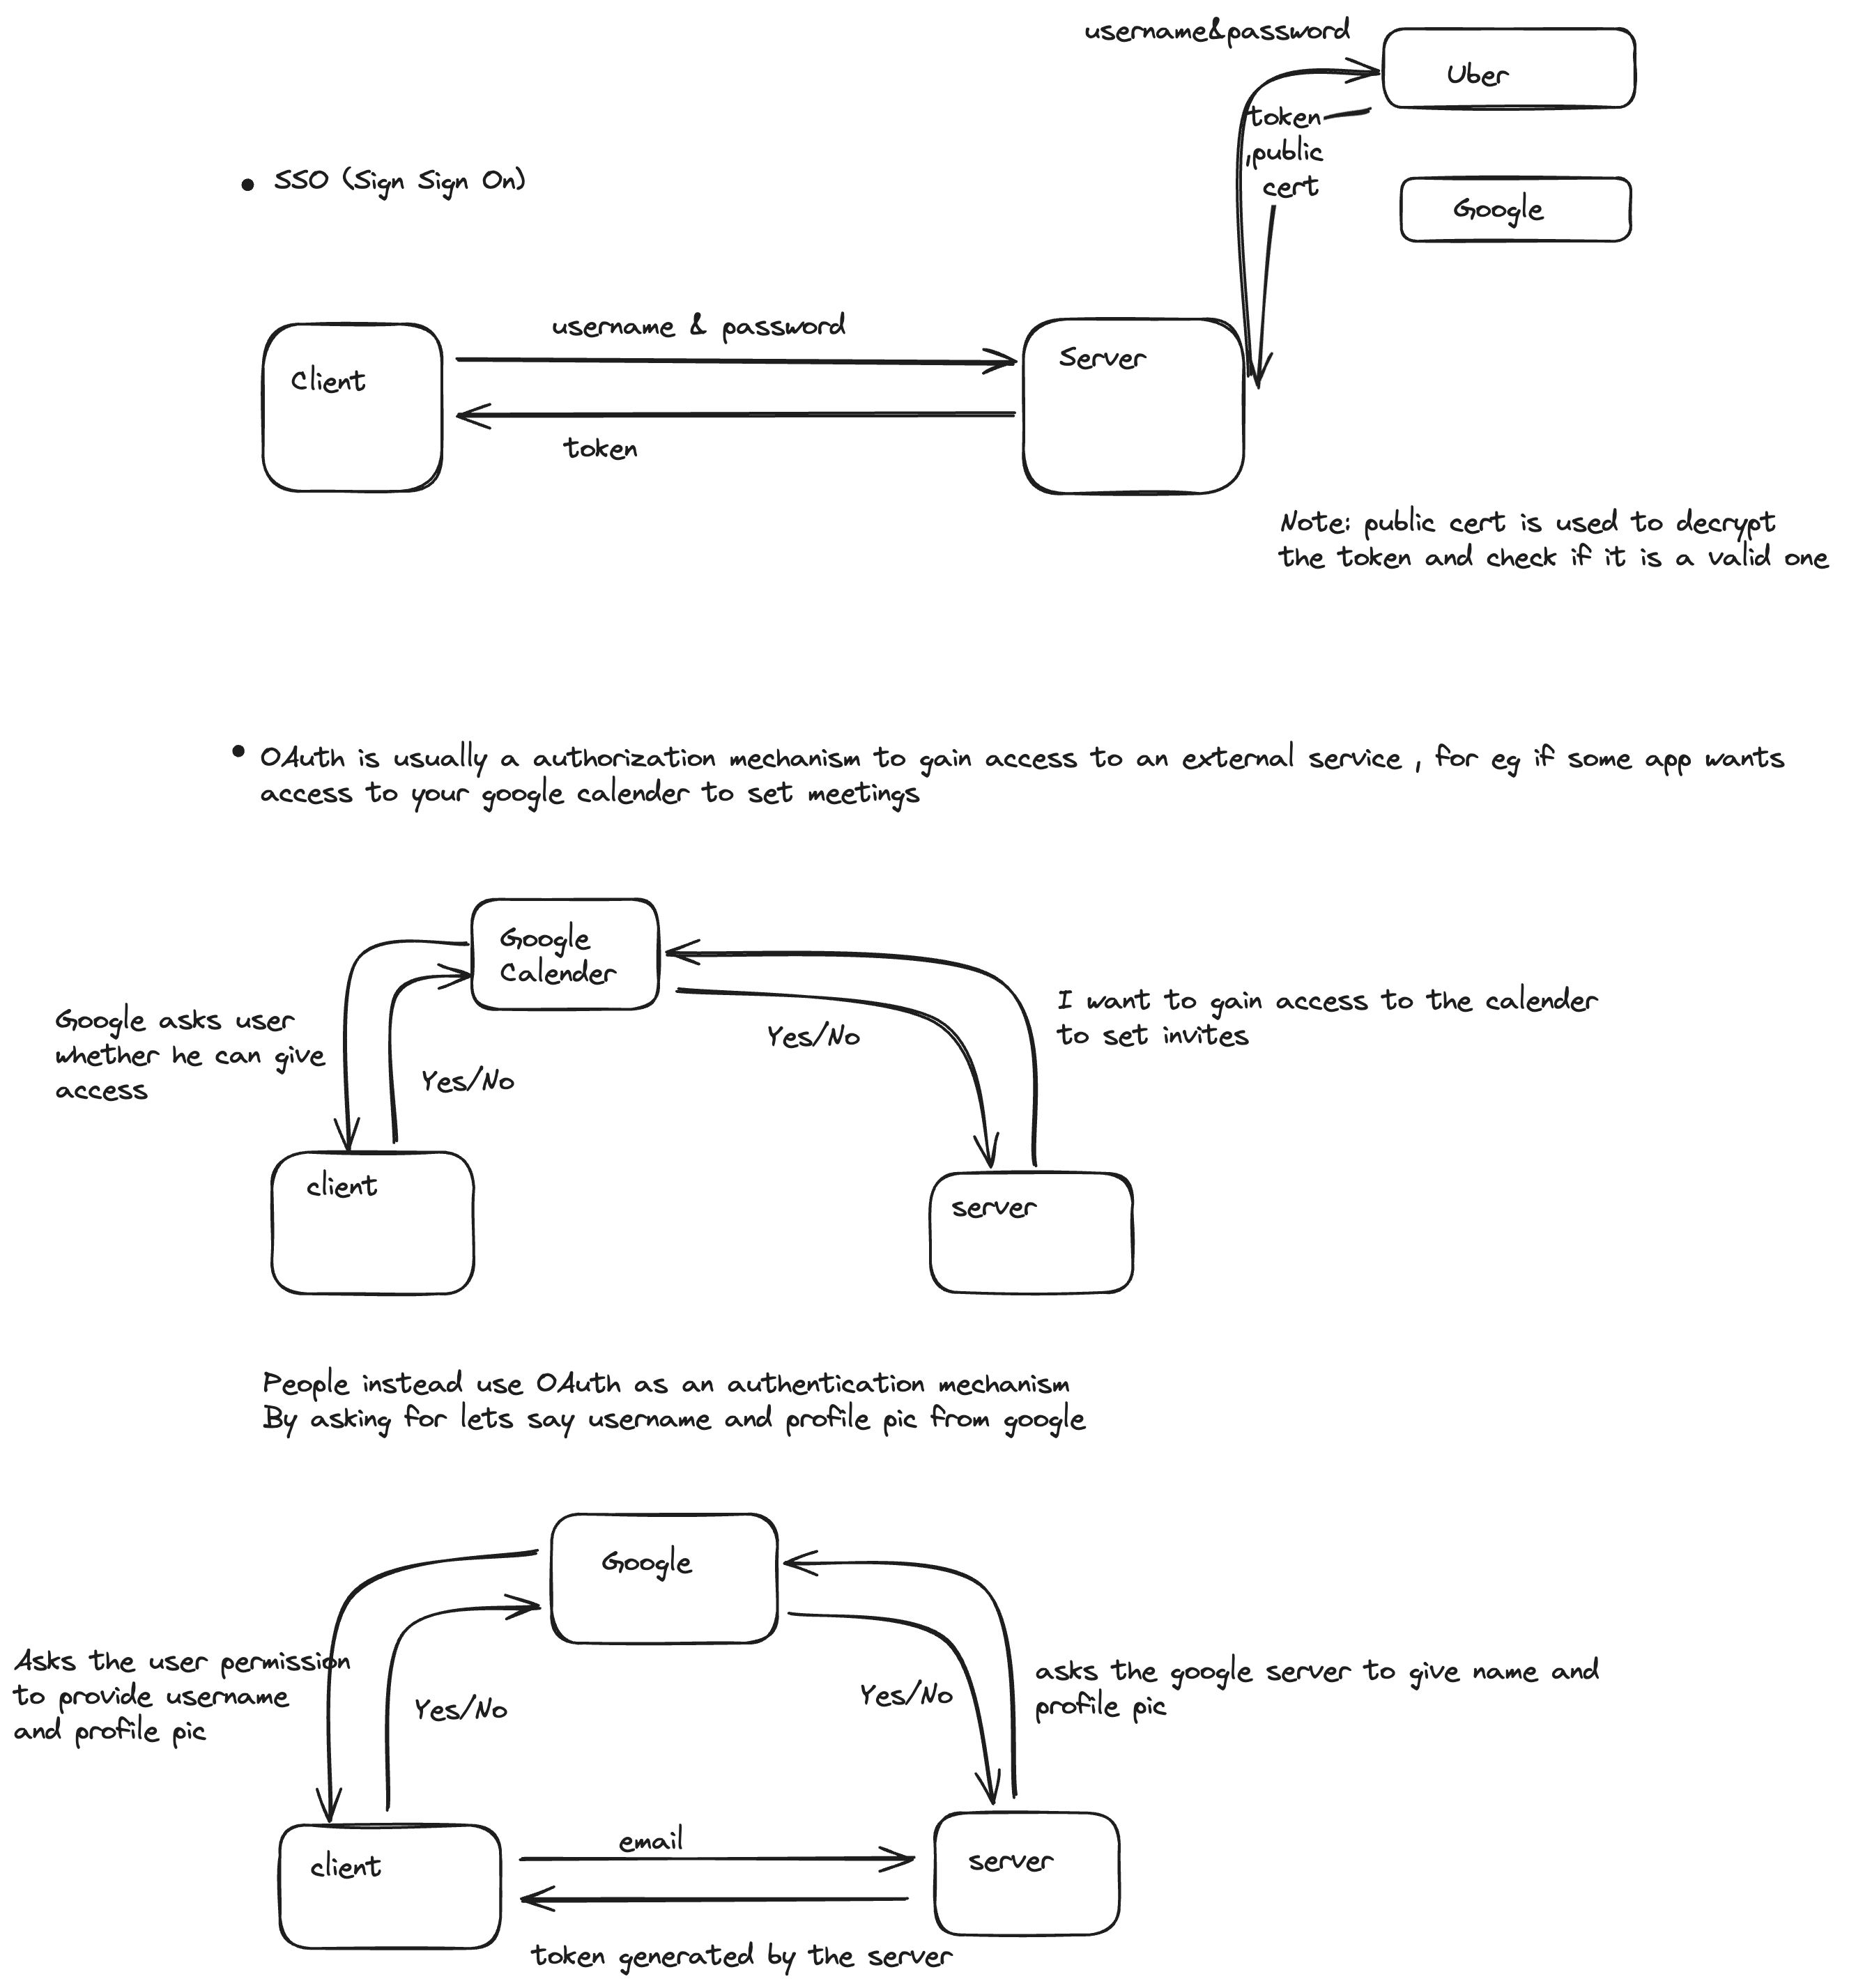 username&password
Uber
token
,public
cert
SSO (Sign Sign On)
Google
username & password
Client
Server
token
Note: public cert is used to decrypt
the token and check if it is a valid one
OAuth is usually a authorization mechanism to gain access to an external service , for eg if some app wants
access to your google calender to set meetings
Google
Calender
Google asks user
whether he can give
access
Yes/No
Yes/No
I want to gain access to the calender
to set invites
client
server
People instead use OAuth as an authentication mechanism
By asking for lets say username and profile pic from google
Google
Asks the user permission
to provide username
and profile pic
Yes/No
Yes/No
asks the google server to give name and
profile pic
client
email
server
token generated by the server